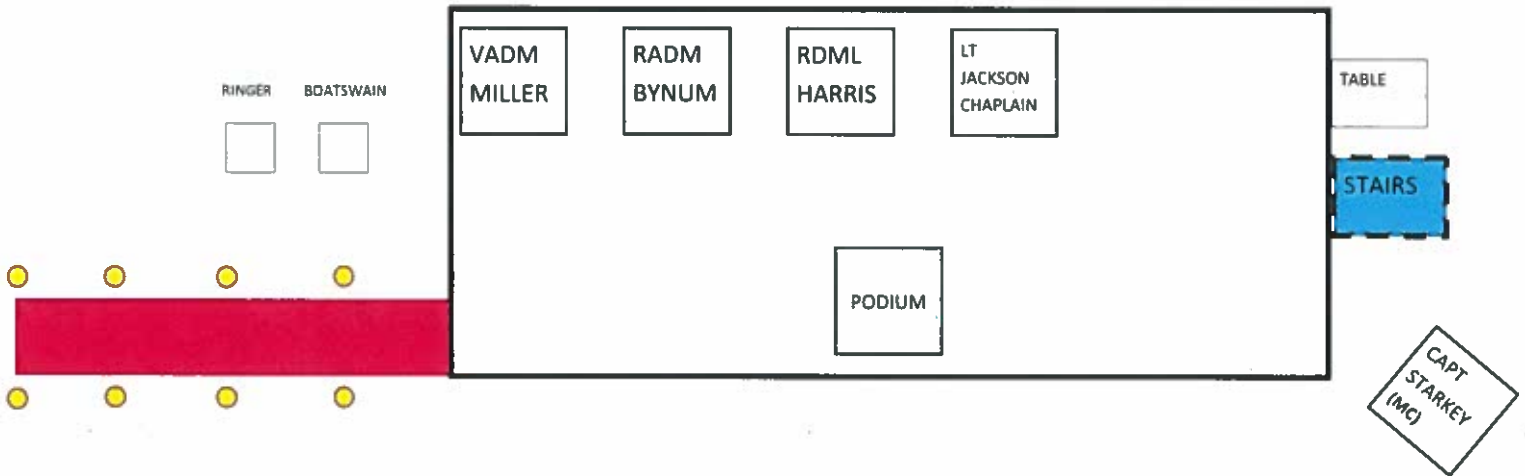 RINGER
BOATSWAIN
VADM
MILLER
RADM
BYNUM
RDML
HARRIS
LT
JACKSON
CHAPLAIN
TABLE
STAIRS
PODIUM
CAPT
STARKEY
(MC)